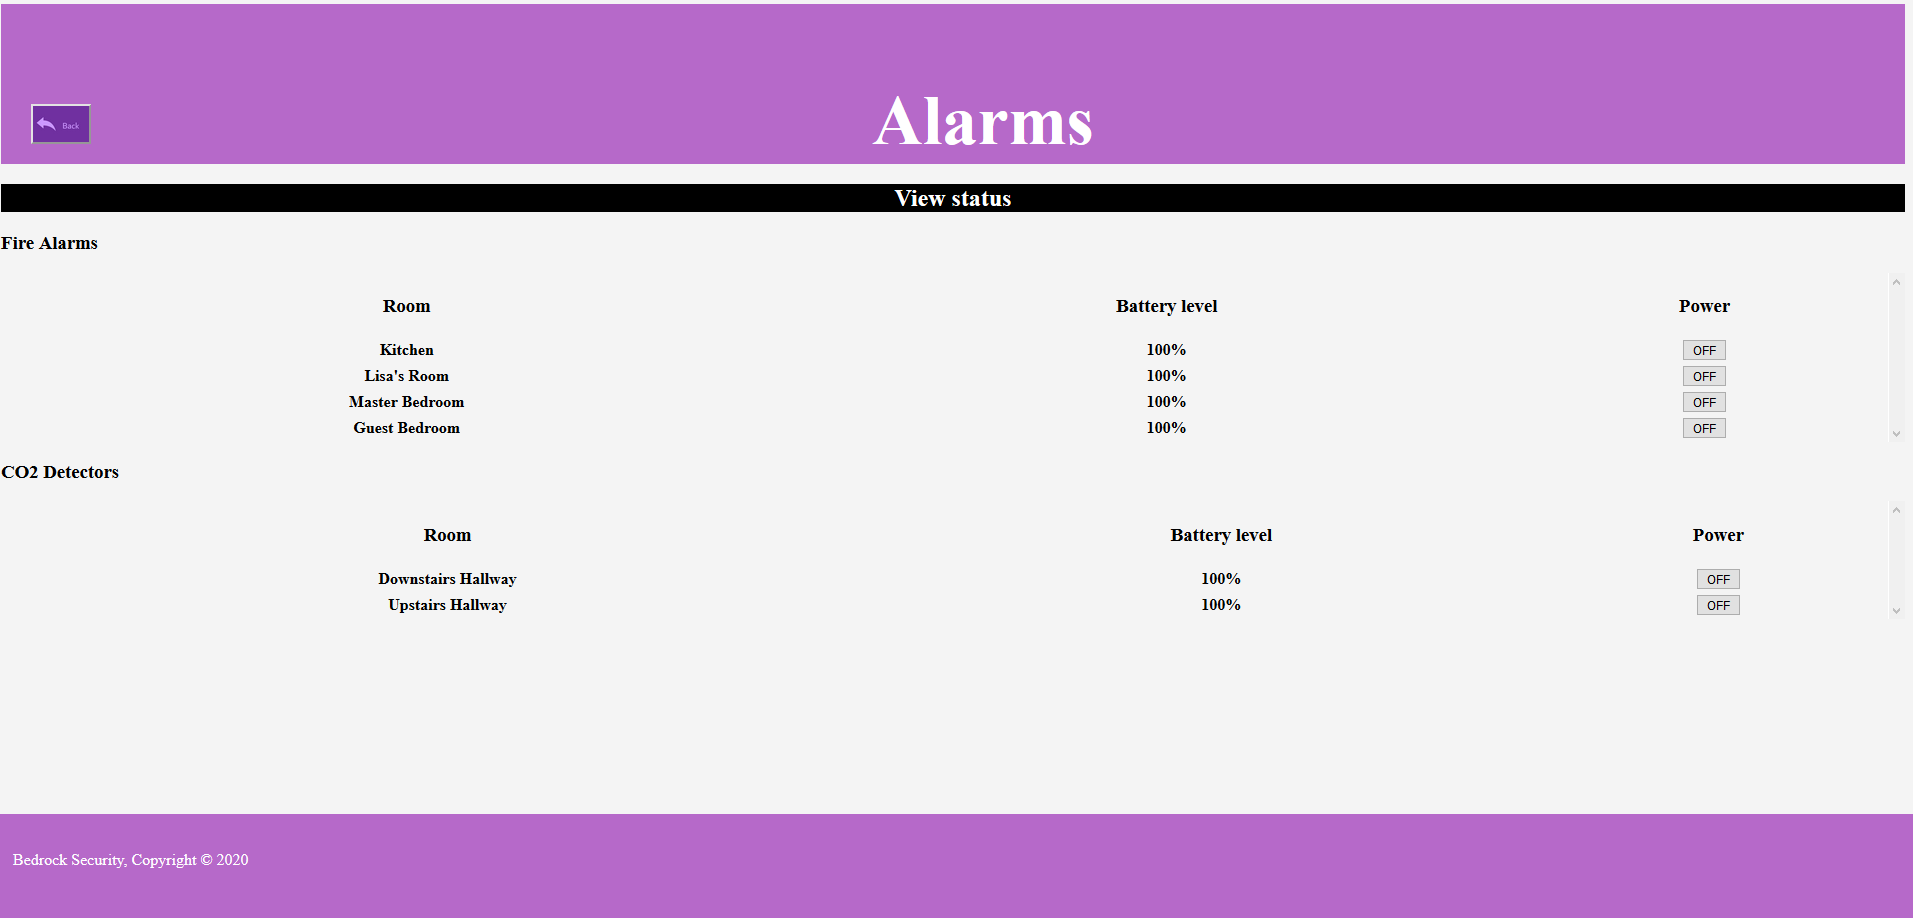 Back
Alarms
View status
Fire Alarms
Room Battery level Power
Kitchen 100% OFF
Lisa's Room 100% OFF
Master Bedroom 100% OFF
Guest Bedroom 100% OFF
CO2 Detectors
Room Battery level Power
Downstairs Hallway 100% OFF
Upstairs Hallway 100% OFF
Bedrock Security, Copyright © 2020